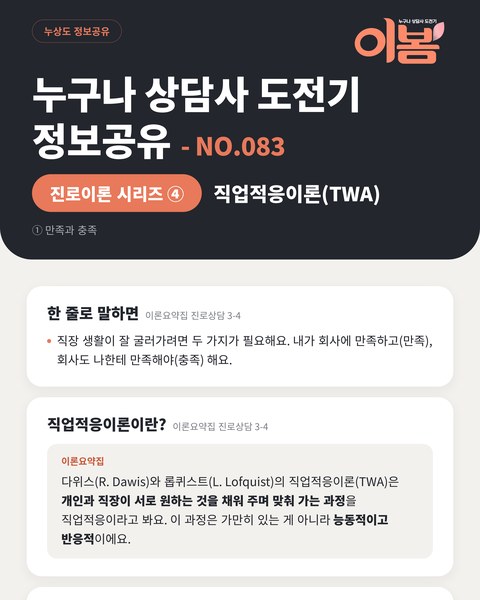 누상도 정보공유
누구나 상담사 도전기
이봄
누구나 상담사 도전기
정보공유 - NO.083
진로이론 시리즈 ④ 직업적응이론(TWA)
① 만족과 충족
한 줄로 말하면 이론요약집 진로상담 3-4
• 직장 생활이 잘 굴러가려면 두 가지가 필요해요. 내가 회사에 만족하고(만족),
회사도 나한테 만족해야(충족) 해요.
직업적응이론이란? 이론요약집 진로상담 3-4
이론요약집
다위스(R. Dawis)와 롭퀴스트(L. Lofquist)의 직업적응이론(TWA)은
개인과 직장이 서로 원하는 것을 채워 주며 맞춰 가는 과정을
직업적응이라고 봐요. 이 과정은 가만히 있는 게 아니라 능동적이고
반응적이에요.